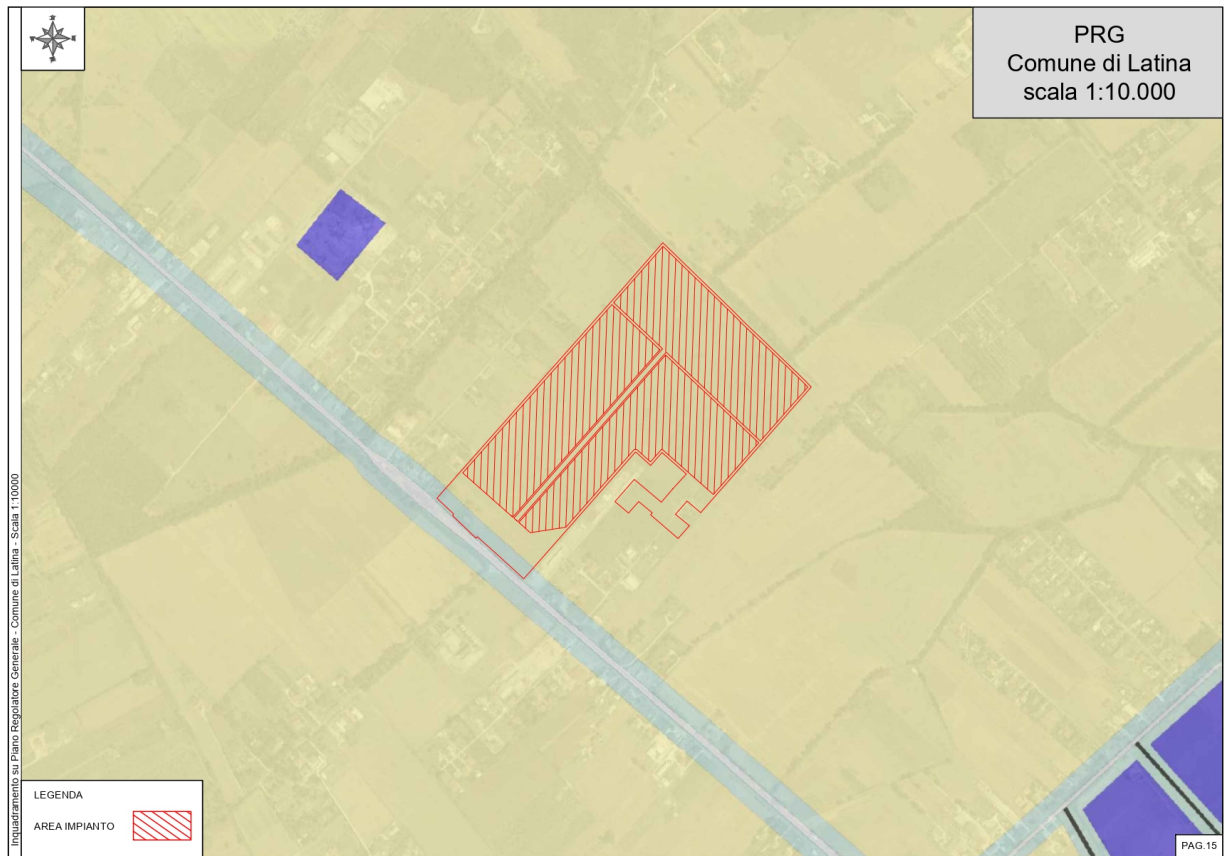 PRG
Comune di Latina
scala 1:10.000
Inquadramento su Piano Regolatore Generale - Comune di Latina - Scala 1:10000
LEGENDA
AREA IMPIANTO
PAG.15